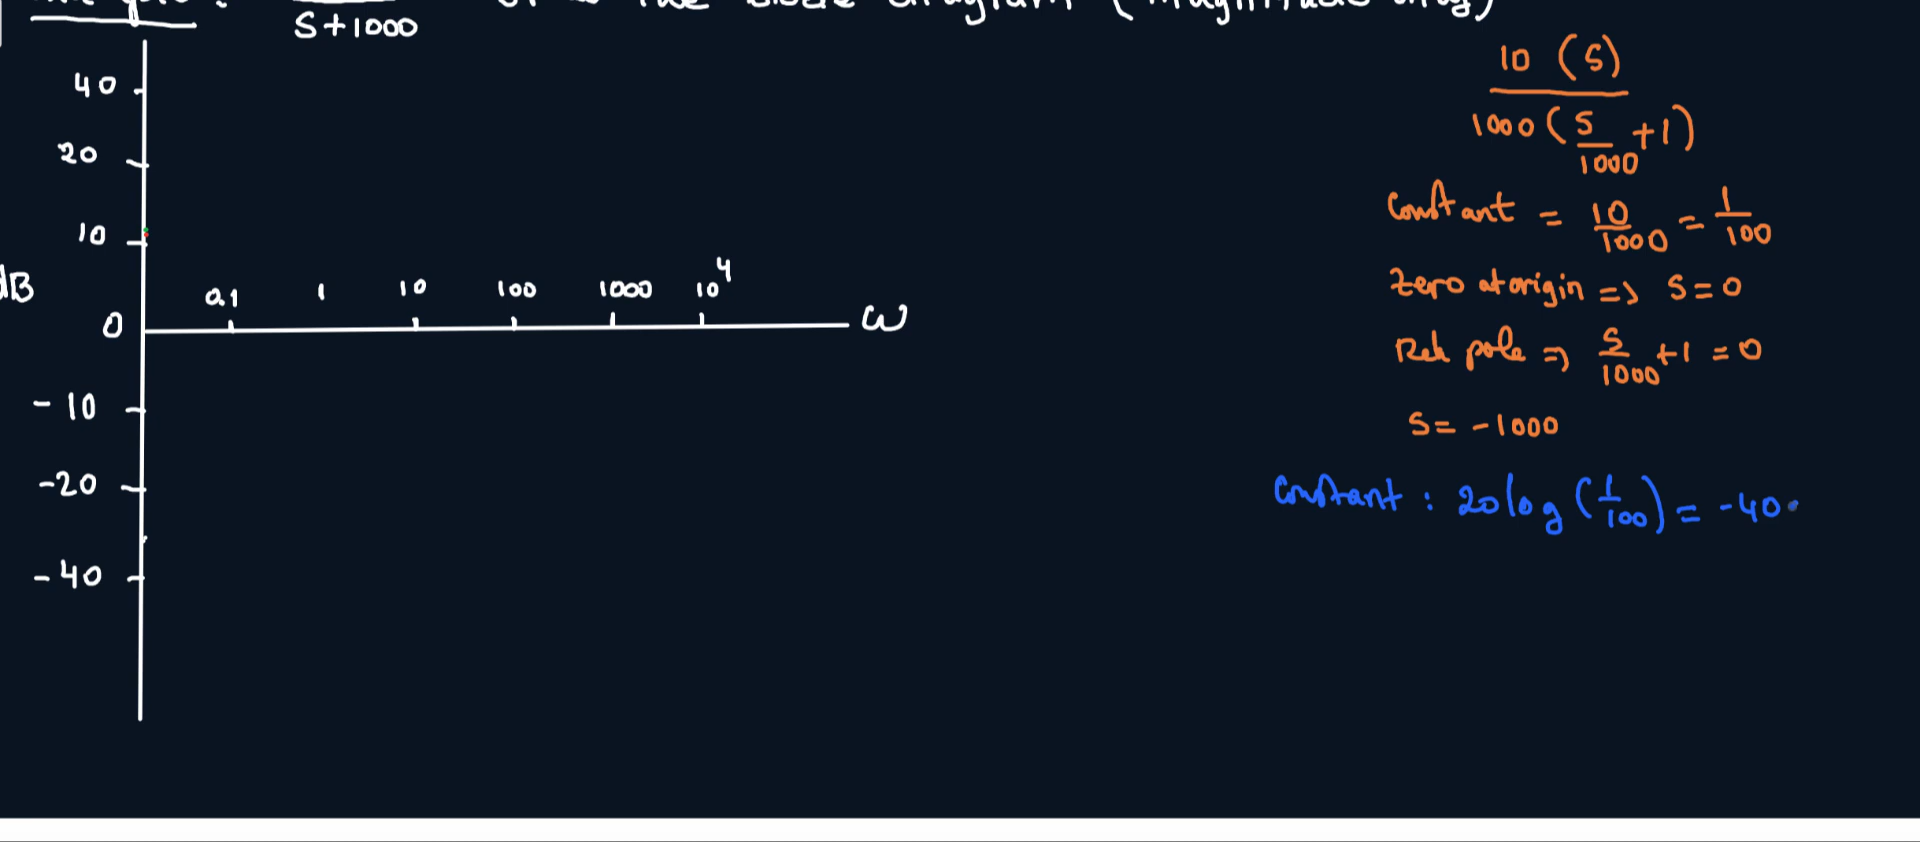 S+1000
40
20
10
dB
0
-10
-20
-40
0.1 1 10 100 1000 10^4
ω
10 (S)
1000 (S/1000 +1)
Constant = 10/1000 = 1/100
Zero at origin => S=0
Real pole => S/1000 +1 = 0
S = -1000
Constant : 20log (1/100) = -40